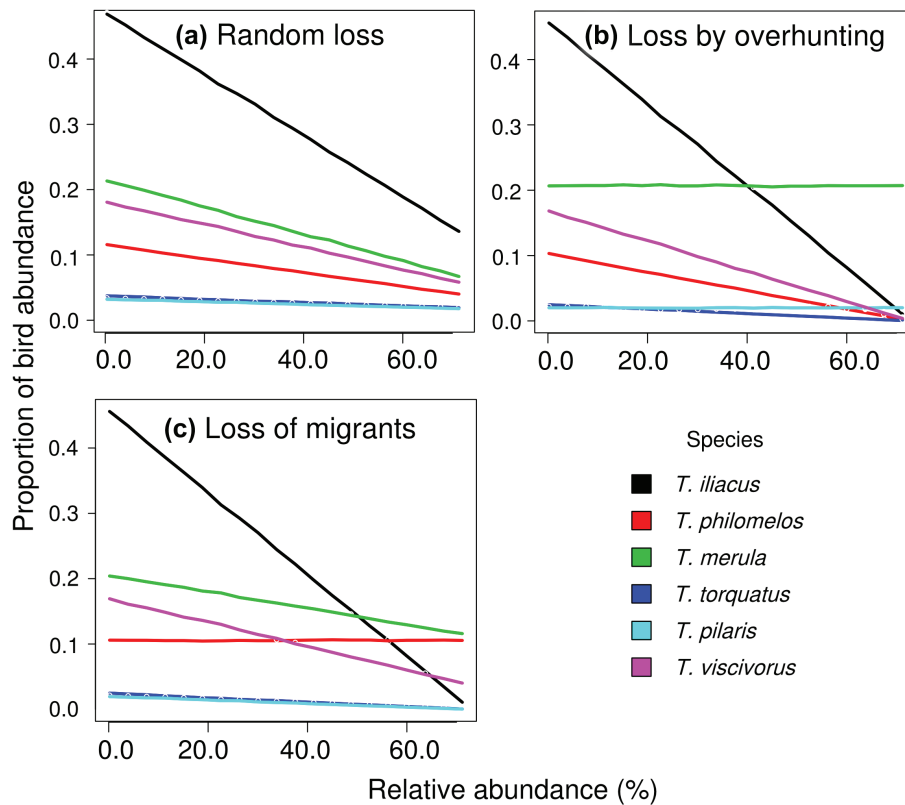 (a) Random loss
0.4
0.3
0.2
0.1
0.0
0.0 20.0 40.0 60.0
(b) Loss by overhunting
0.4
0.3
0.2
0.1
0.0
0.0 20.0 40.0 60.0
(c) Loss of migrants
0.4
0.3
0.2
0.1
0.0
0.0 20.0 40.0 60.0
Proportion of bird abundance
Relative abundance (%)
Species
T. iliacus
T. philomelos
T. merula
T. torquatus
T. pilaris
T. viscivorus